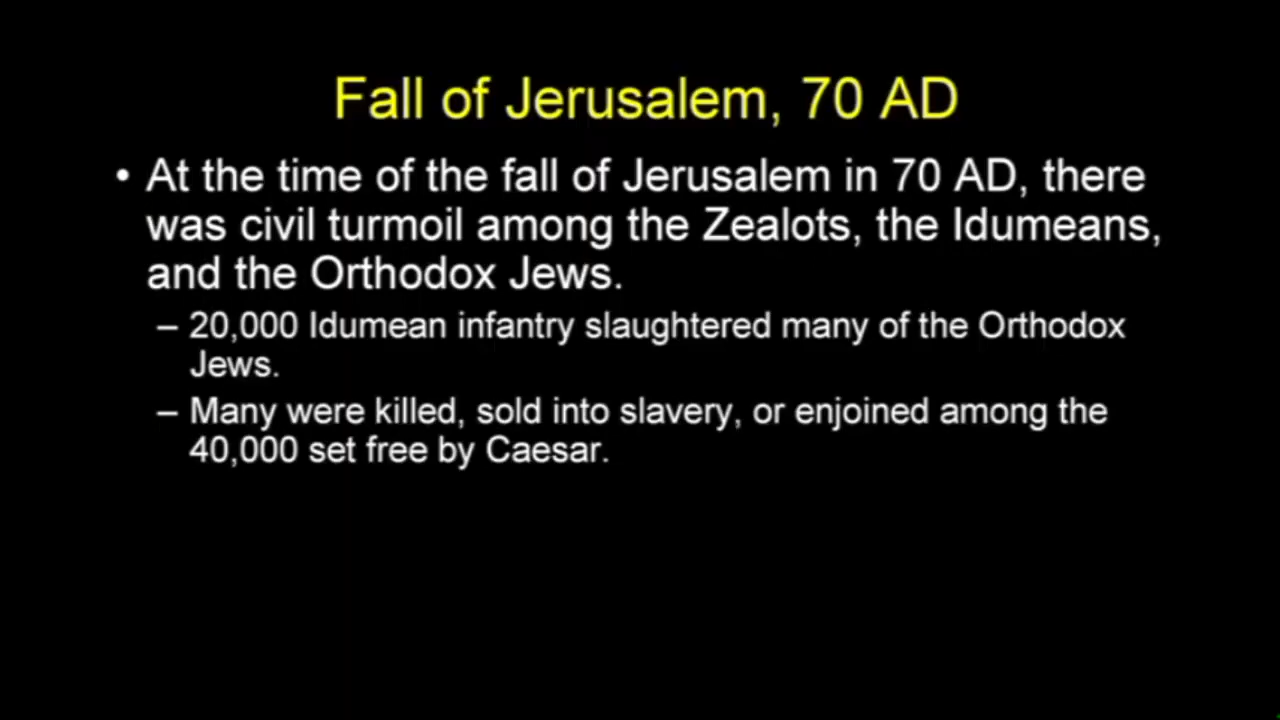 Fall of Jerusalem, 70 AD
• At the time of the fall of Jerusalem in 70 AD, there
was civil turmoil among the Zealots, the Idumeans,
and the Orthodox Jews.
– 20,000 Idumean infantry slaughtered many of the Orthodox
Jews.
– Many were killed, sold into slavery, or enjoined among the
40,000 set free by Caesar.